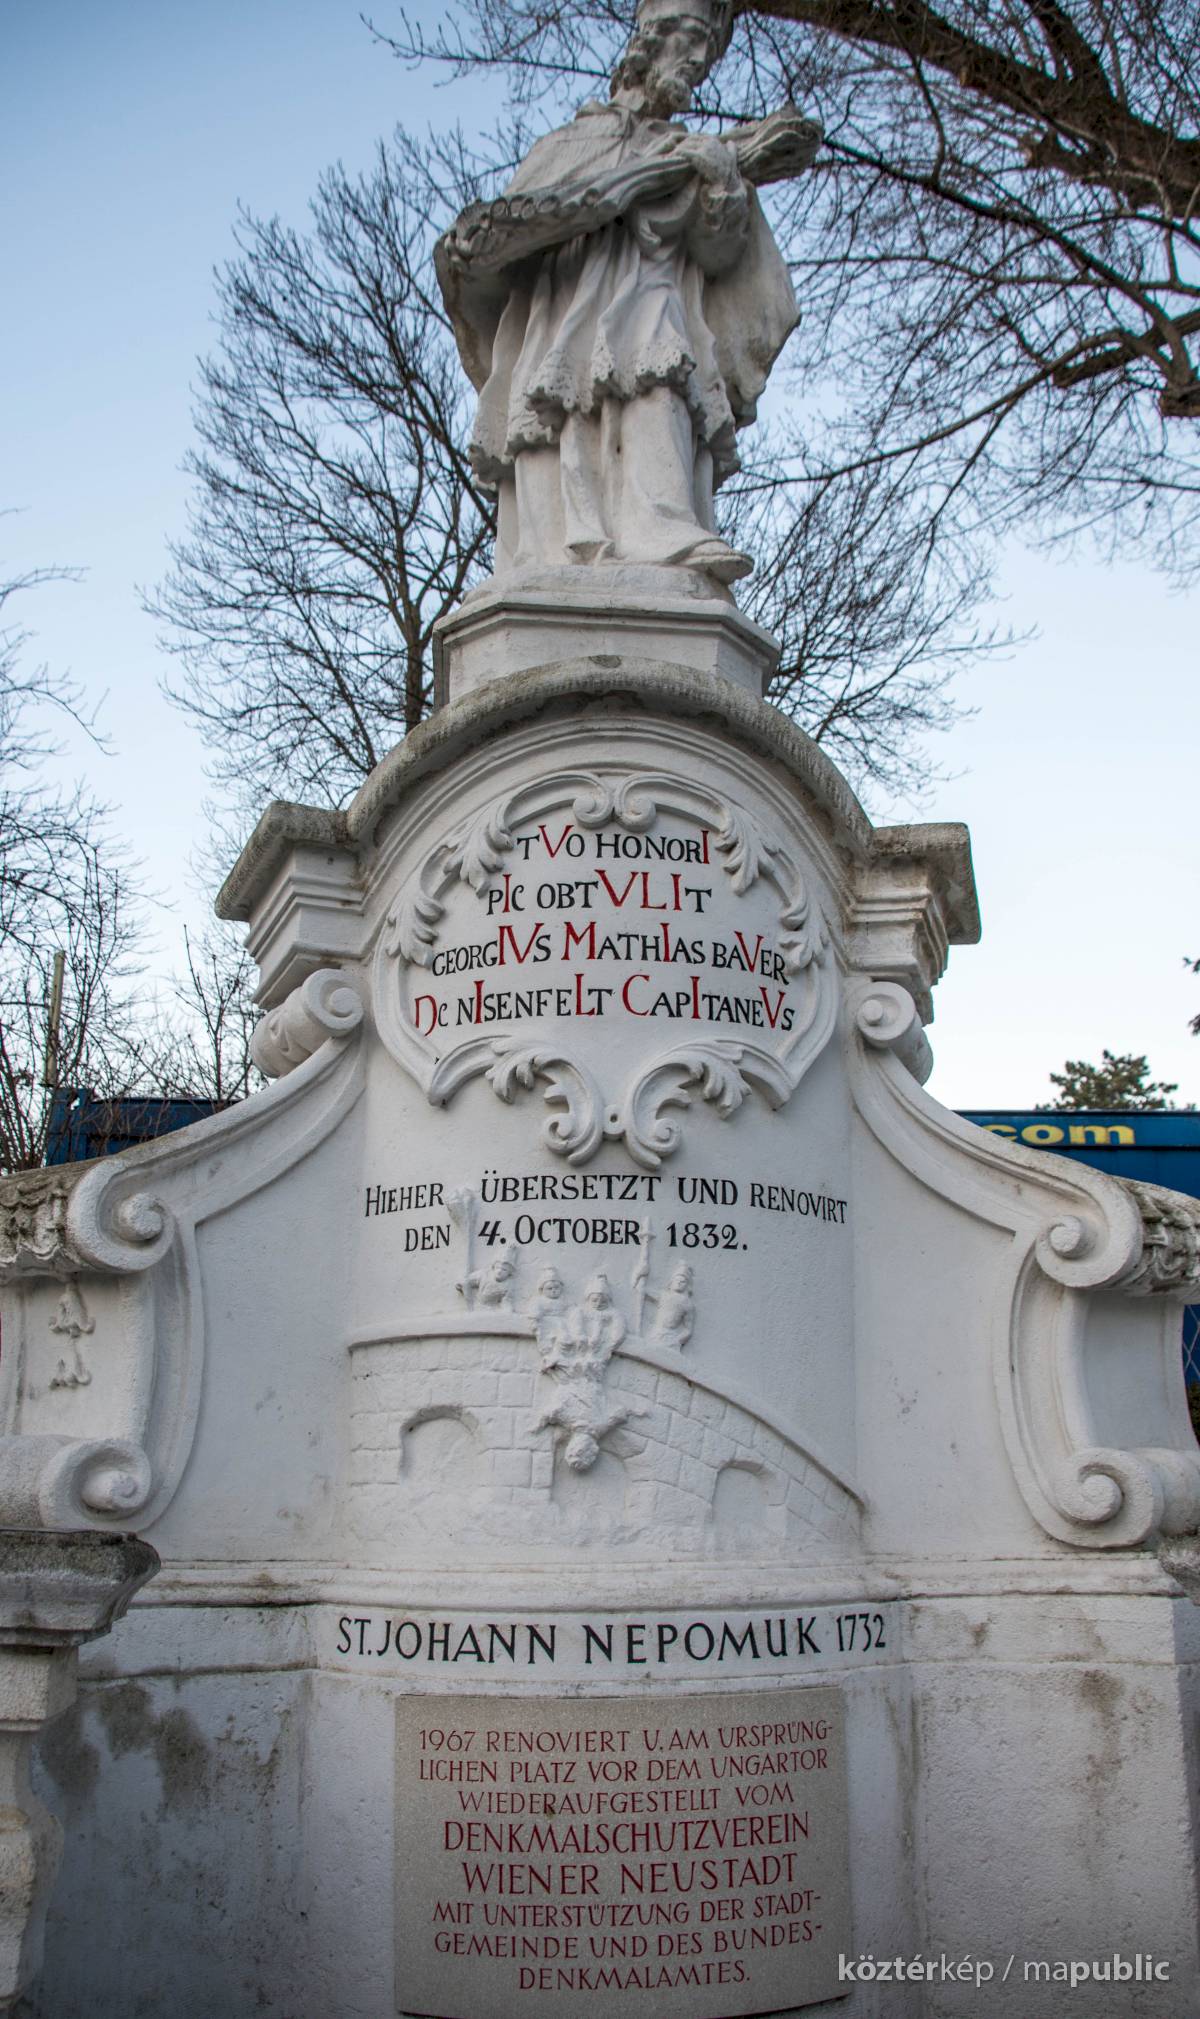 TVO HONORI
PIC OBTVLIT
GEORGIVS MATHIAS BAVER
DC NISENFELT CAPITANEVS
HIEHER ÜBERSETZT UND RENOVIRT
DEN 4. OCTOBER 1832.
com
ST. JOHANN NEPOMUK 1732
1967 RENOVIERT U. AM URSPRÜNG-
LICHEN PLATZ VOR DEM UNGARTOR
WIEDERAUFGESTELLT VOM
DENKMALSCHUTZVEREIN
WIENER NEUSTADT
MIT UNTERSTÜTZUNG DER STADT-
GEMEINDE UND DES BUNDES-
DENKMALAMTES.
köztérkép / mapublic